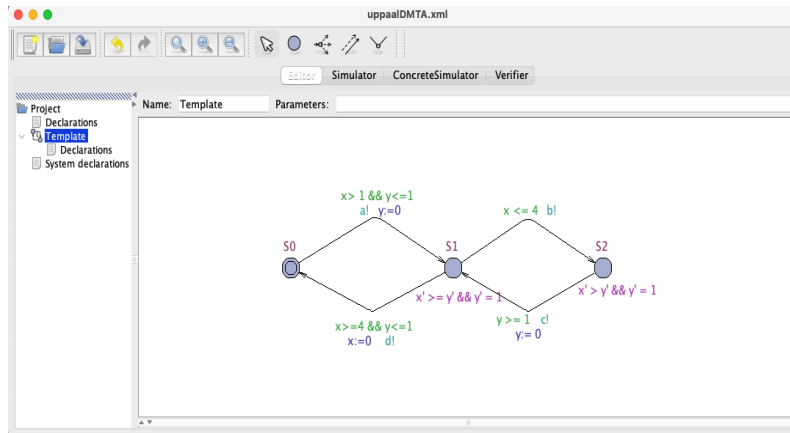 uppaalDMTA.xml
Editor Simulator ConcreteSimulator Verifier
Project
Declarations
Template
Declarations
System declarations
Name: Template Parameters:
x> 1 && y<=1
a! y:=0
x <= 4 b!
S0
S1
S2
x' >= y' && y' = 1
x' > y' && y' = 1
x>=4 && y<=1
x:=0 d!
y >= 1 c!
y:= 0